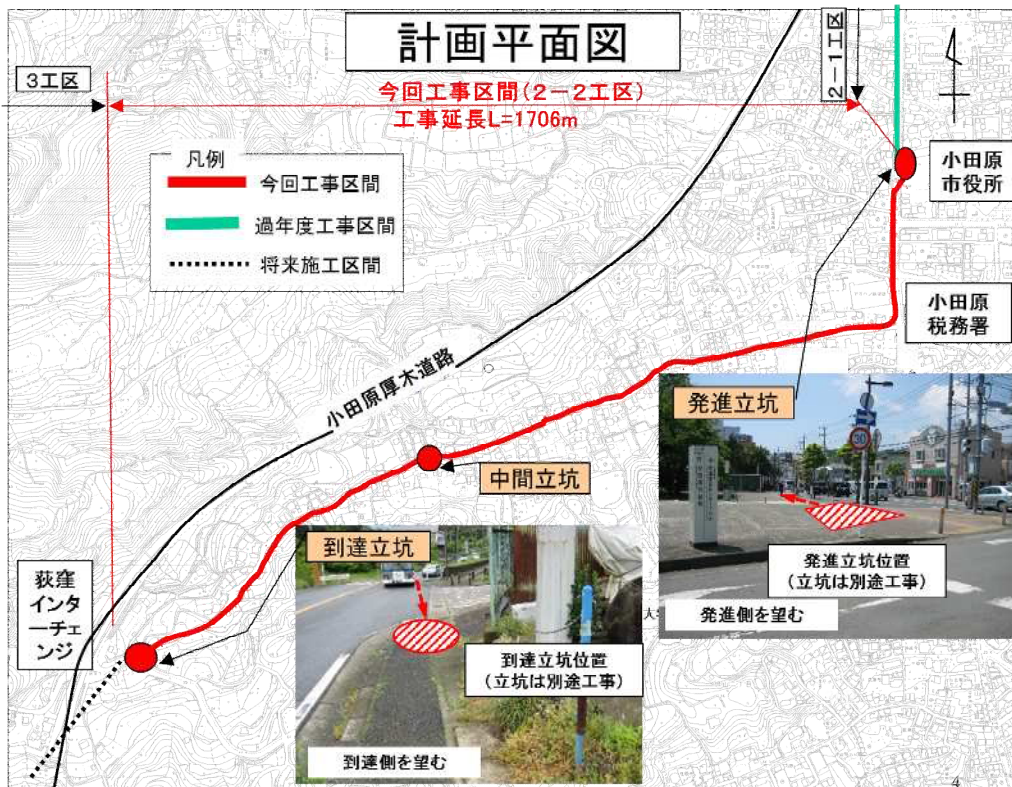 計画平面図
3工区
今回工事区間(2-2工区)
工事延長L=1706m
2-1工区
凡例
今回工事区間
過年度工事区間
将来施工区間
小田原
市役所
小田原
税務署
小田原厚木道路
発進立坑
30
発進立坑位置
(立坑は別途工事)
発進側を望む
中間立坑
到達立坑
到達立坑位置
(立坑は別途工事)
到達側を望む
荻窪
インタ
ーチェ
ンジ
4